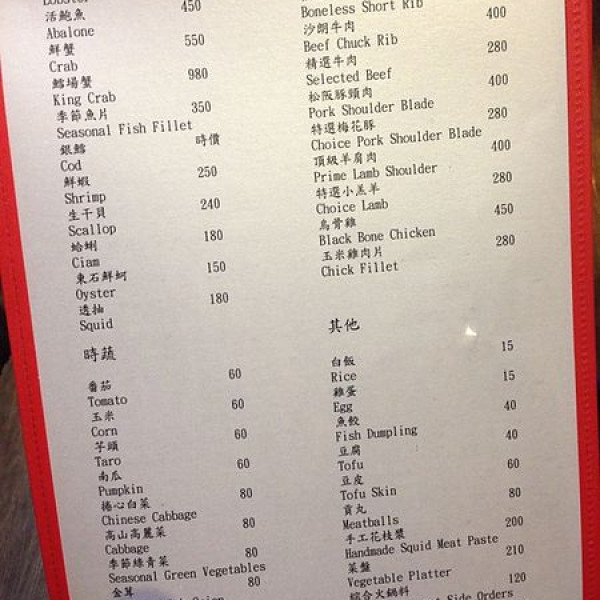 Lobster
活鮑魚 450
Abalone
鮮蟹 550
Crab
鱈場蟹 980
King Crab
季節魚片 350
Seasonal Fish Fillet
銀鱈 時價
Cod
鮮蝦 250
Shrimp
生干貝 240
Scallop
蛤蜊 180
Ciam
東石鮮蚵 150
Oyster
透抽 180
Squid
時蔬
番茄 60
Tomato
玉米 60
Corn
芋頭 60
Taro
南瓜 60
Pumpkin
捲心白菜 80
Chinese Cabbage
高山高麗菜 80
Cabbage
季節綠青菜 80
Seasonal Green Vegetables
金茸 80
Boneless Short Rib
沙朗牛肉 400
Beef Chuck Rib
精選牛肉 280
Selected Beef
松阪豚頸肉 400
Pork Shoulder Blade
特選梅花豚 280
Choice Pork Shoulder Blade
頂級羊肩肉 400
Prime Lamb Shoulder
特選小羔羊 280
Choice Lamb
烏骨雞 450
Black Bone Chicken
玉米雞肉片 280
Chick Fillet
其他
白飯 15
Rice
雞蛋 15
Egg
魚餃 40
Fish Dumpling
豆腐 40
Tofu
豆皮 60
Tofu Skin
貢丸 80
Meatballs
手工花枝漿 200
Handmade Squid Meat Paste
菜盤 210
Vegetable Platter
綜合火鍋料 120
Side Orders